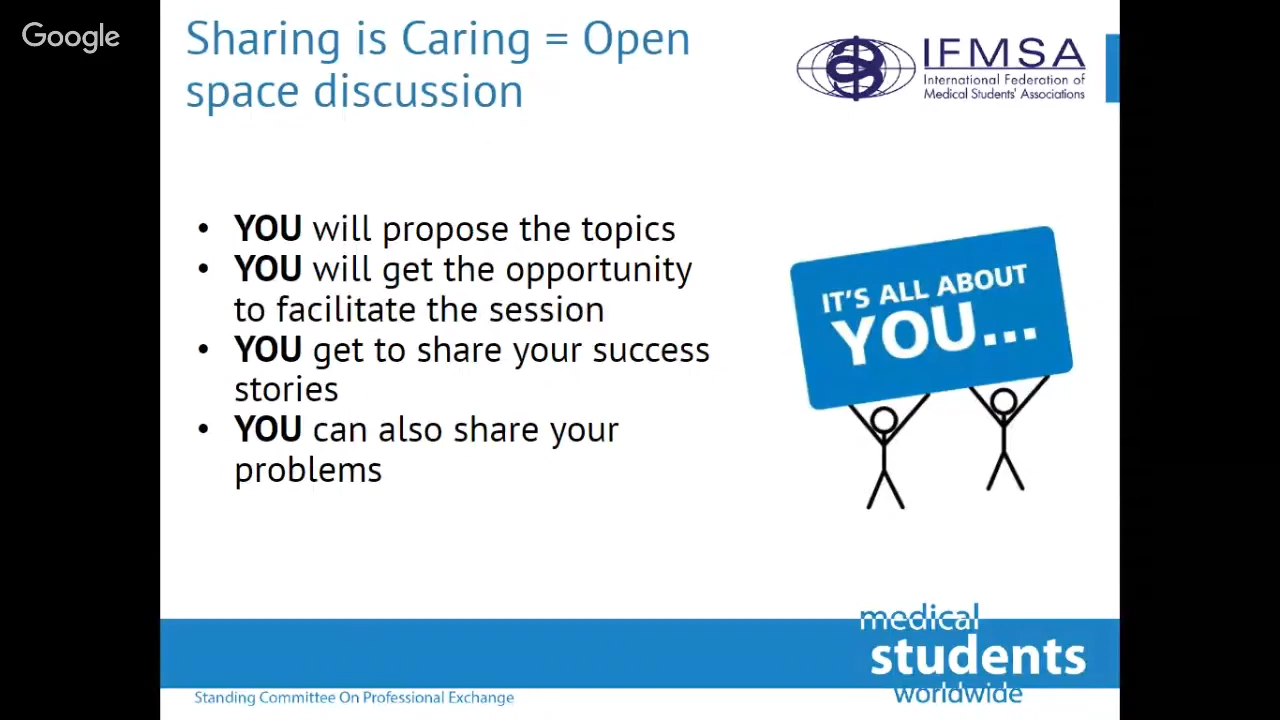 Google
Sharing is Caring = Open
space discussion
IFMSA
International Federation of
Medical Students' Associations
• YOU will propose the topics
• YOU will get the opportunity
to facilitate the session
• YOU get to share your success
stories
• YOU can also share your
problems
IT'S ALL ABOUT
YOU...
medical
students
worldwide
Standing Committee On Professional Exchange